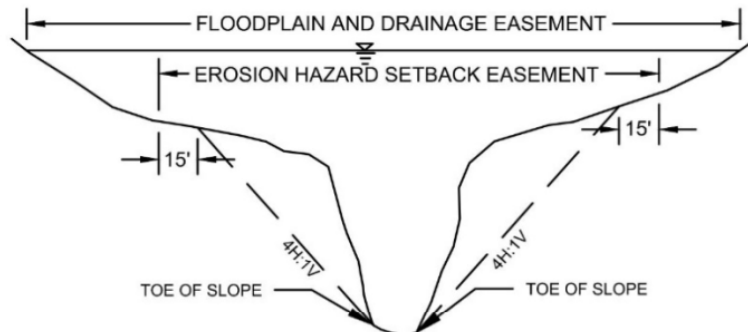 FLOODPLAIN AND DRAINAGE EASEMENT
EROSION HAZARD SETBACK EASEMENT
15'
15'
4H:1V
4H:1V
TOE OF SLOPE
TOE OF SLOPE